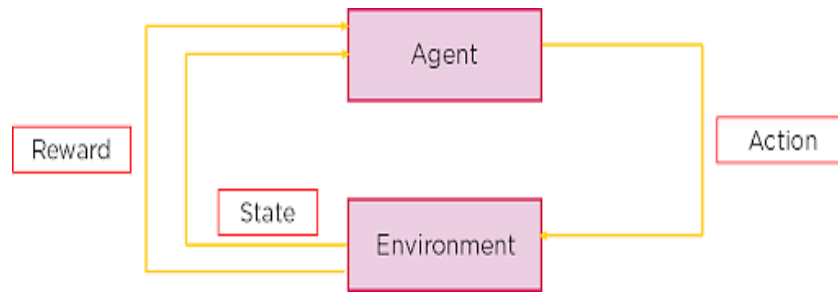 Agent
Reward
Action
State
Environment